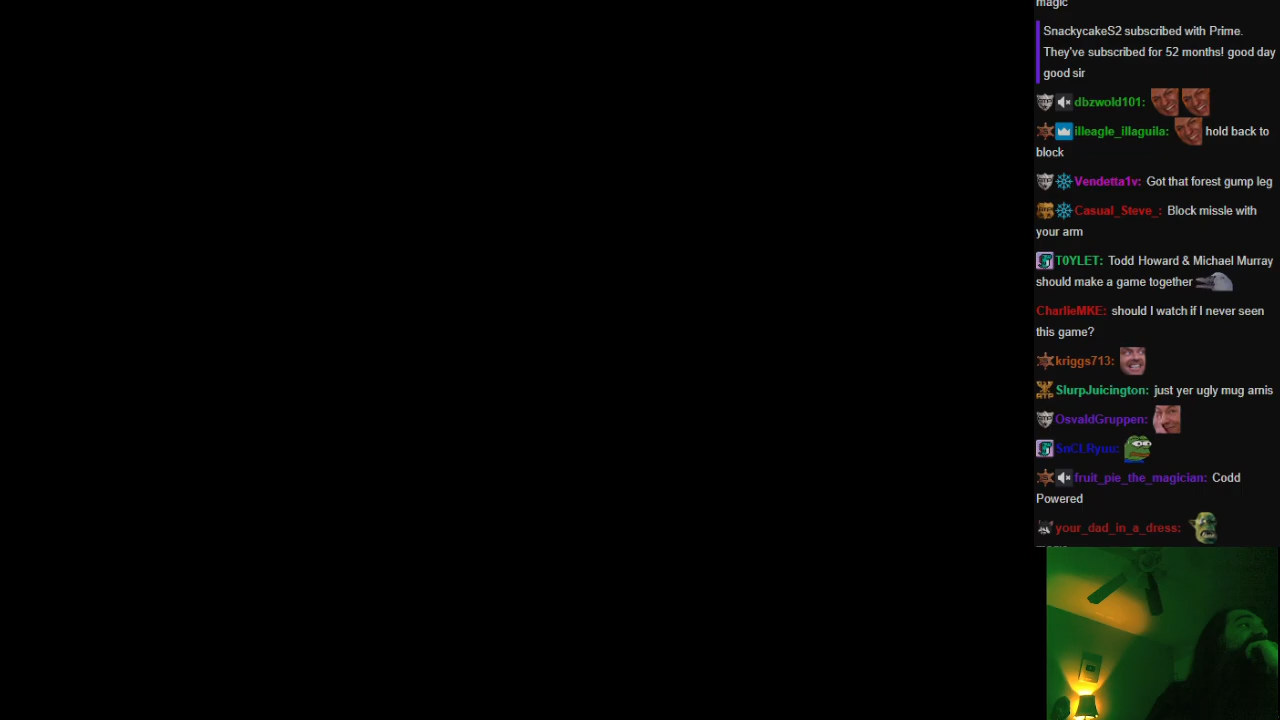 magic
SnackycakeS2 subscribed with Prime.
They've subscribed for 52 months! good day
good sir
dbzwold101:
illeagle_illaguila: hold back to
block
Vendetta1v: Got that forest gump leg
Casual_Steve_: Block missle with
your arm
T0YLET: Todd Howard & Michael Murray
should make a game together
CharlieMKE: should I watch if I never seen
this game?
kriggs713:
SlurpJuicington: just yer ugly mug arnis
OsvaldGruppen:
SnCLRyuu:
fruit_pie_the_magician: Codd
Powered
your_dad_in_a_dress: